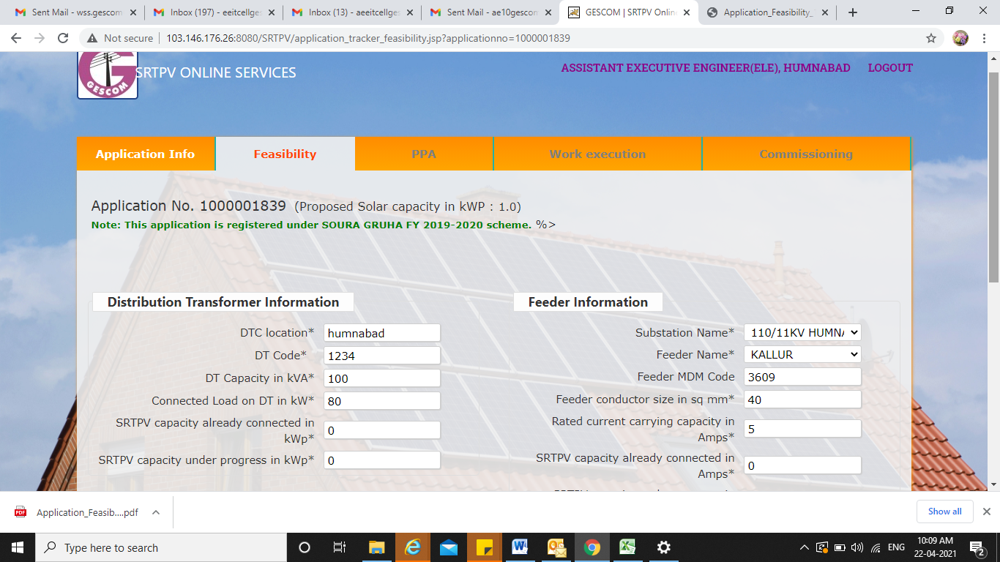 Sent Mail - wss.gescom
Inbox (197) - eeitcellges
Inbox (13) - aeeitcellges
Sent Mail - ae10gescom
GESCOM | SRTPV Onlin
Application_Feasibility_
Not secure | 103.146.176.26:8080/SRTPV/application_tracker_feasibility.jsp?applicationno=1000001839
GESCOM
SRTPV ONLINE SERVICES
ASSISTANT EXECUTIVE ENGINEER(ELE), HUMNABAD LOGOUT
Application Info
Feasibility
PPA
Work execution
Commissioning
Application No. 1000001839 (Proposed Solar capacity in kWP : 1.0)
Note: This application is registered under SOURA GRUHA FY 2019-2020 scheme. %>
Distribution Transformer Information
DTC location* humnabad
DT Code* 1234
DT Capacity in kVA* 100
Connected Load on DT in kW* 80
SRTPV capacity already connected in
kWp* 0
SRTPV capacity under progress in kWp* 0
Feeder Information
Substation Name* 110/11KV HUMNA
Feeder Name* KALLUR
Feeder MDM Code 3609
Feeder conductor size in sq mm* 40
Rated current carrying capacity in
Amps* 5
SRTPV capacity already connected in
Amps* 0
Application_Feasib....pdf
Show all
Type here to search
ENG
10:09 AM
22-04-2021
2